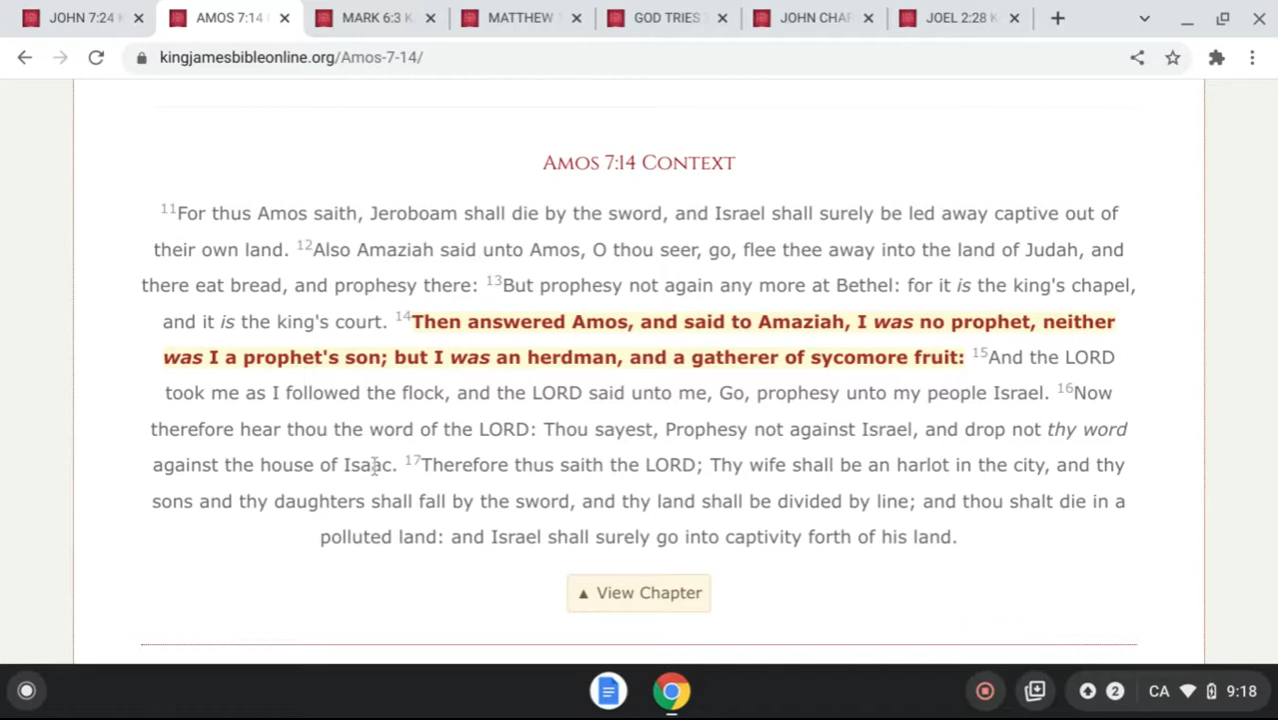 JOHN 7:24 K
AMOS 7:14
MARK 6:3 K
MATTHEW
GOD TRIES
JOHN CHAP
JOEL 2:28 K
kingjamesbibleonline.org/Amos-7-14/
AMOS 7:14 CONTEXT
11For thus Amos saith, Jeroboam shall die by the sword, and Israel shall surely be led away captive out of
their own land. 12Also Amaziah said unto Amos, O thou seer, go, flee thee away into the land of Judah, and
there eat bread, and prophesy there: 13But prophesy not again any more at Bethel: for it is the king's chapel,
and it is the king's court. 14Then answered Amos, and said to Amaziah, I was no prophet, neither
was I a prophet's son; but I was an herdman, and a gatherer of sycomore fruit: 15And the LORD
took me as I followed the flock, and the LORD said unto me, Go, prophesy unto my people Israel. 16Now
therefore hear thou the word of the LORD: Thou sayest, Prophesy not against Israel, and drop not thy word
against the house of Isaac. 17Therefore thus saith the LORD; Thy wife shall be an harlot in the city, and thy
sons and thy daughters shall fall by the sword, and thy land shall be divided by line; and thou shalt die in a
polluted land: and Israel shall surely go into captivity forth of his land.
▲ View Chapter
2 CA 9:18